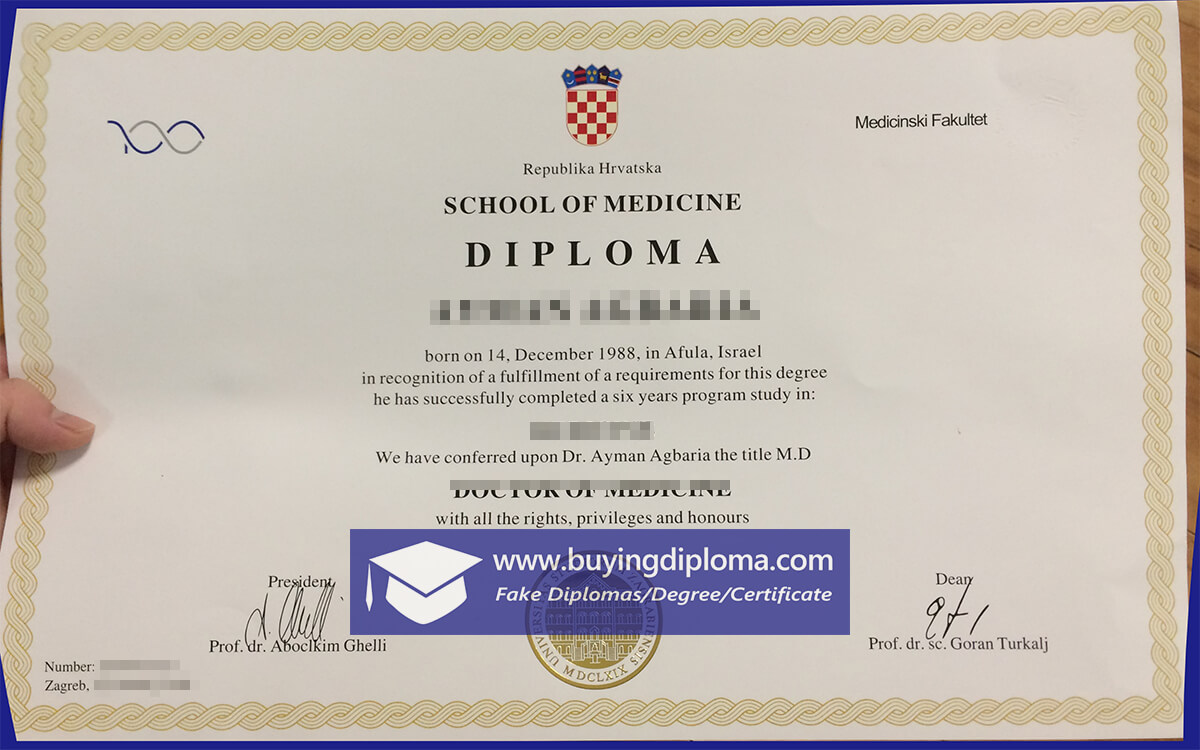 Medicinski Fakultet
Republika Hrvatska
SCHOOL OF MEDICINE
DIPLOMA
born on 14, December 1988, in Afula, Israel
in recognition of a fulfillment of a requirements for this degree
he has successfully completed a six years program study in:
We have conferred upon Dr. Ayman Agbaria the title M.D
DOCTOR OF MEDICINE
with all the rights, privileges and honours
www.buyingdiploma.com
Fake Diplomas/Degree/Certificate
MDCLXIX
President
Prof. dr. Aboclkim Ghelli
Dean
Prof. dr. sc. Goran Turkalj
Number:
Zagreb,